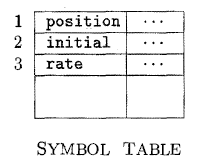 1 position ...
2 initial ...
3 rate ...
SYMBOL TABLE